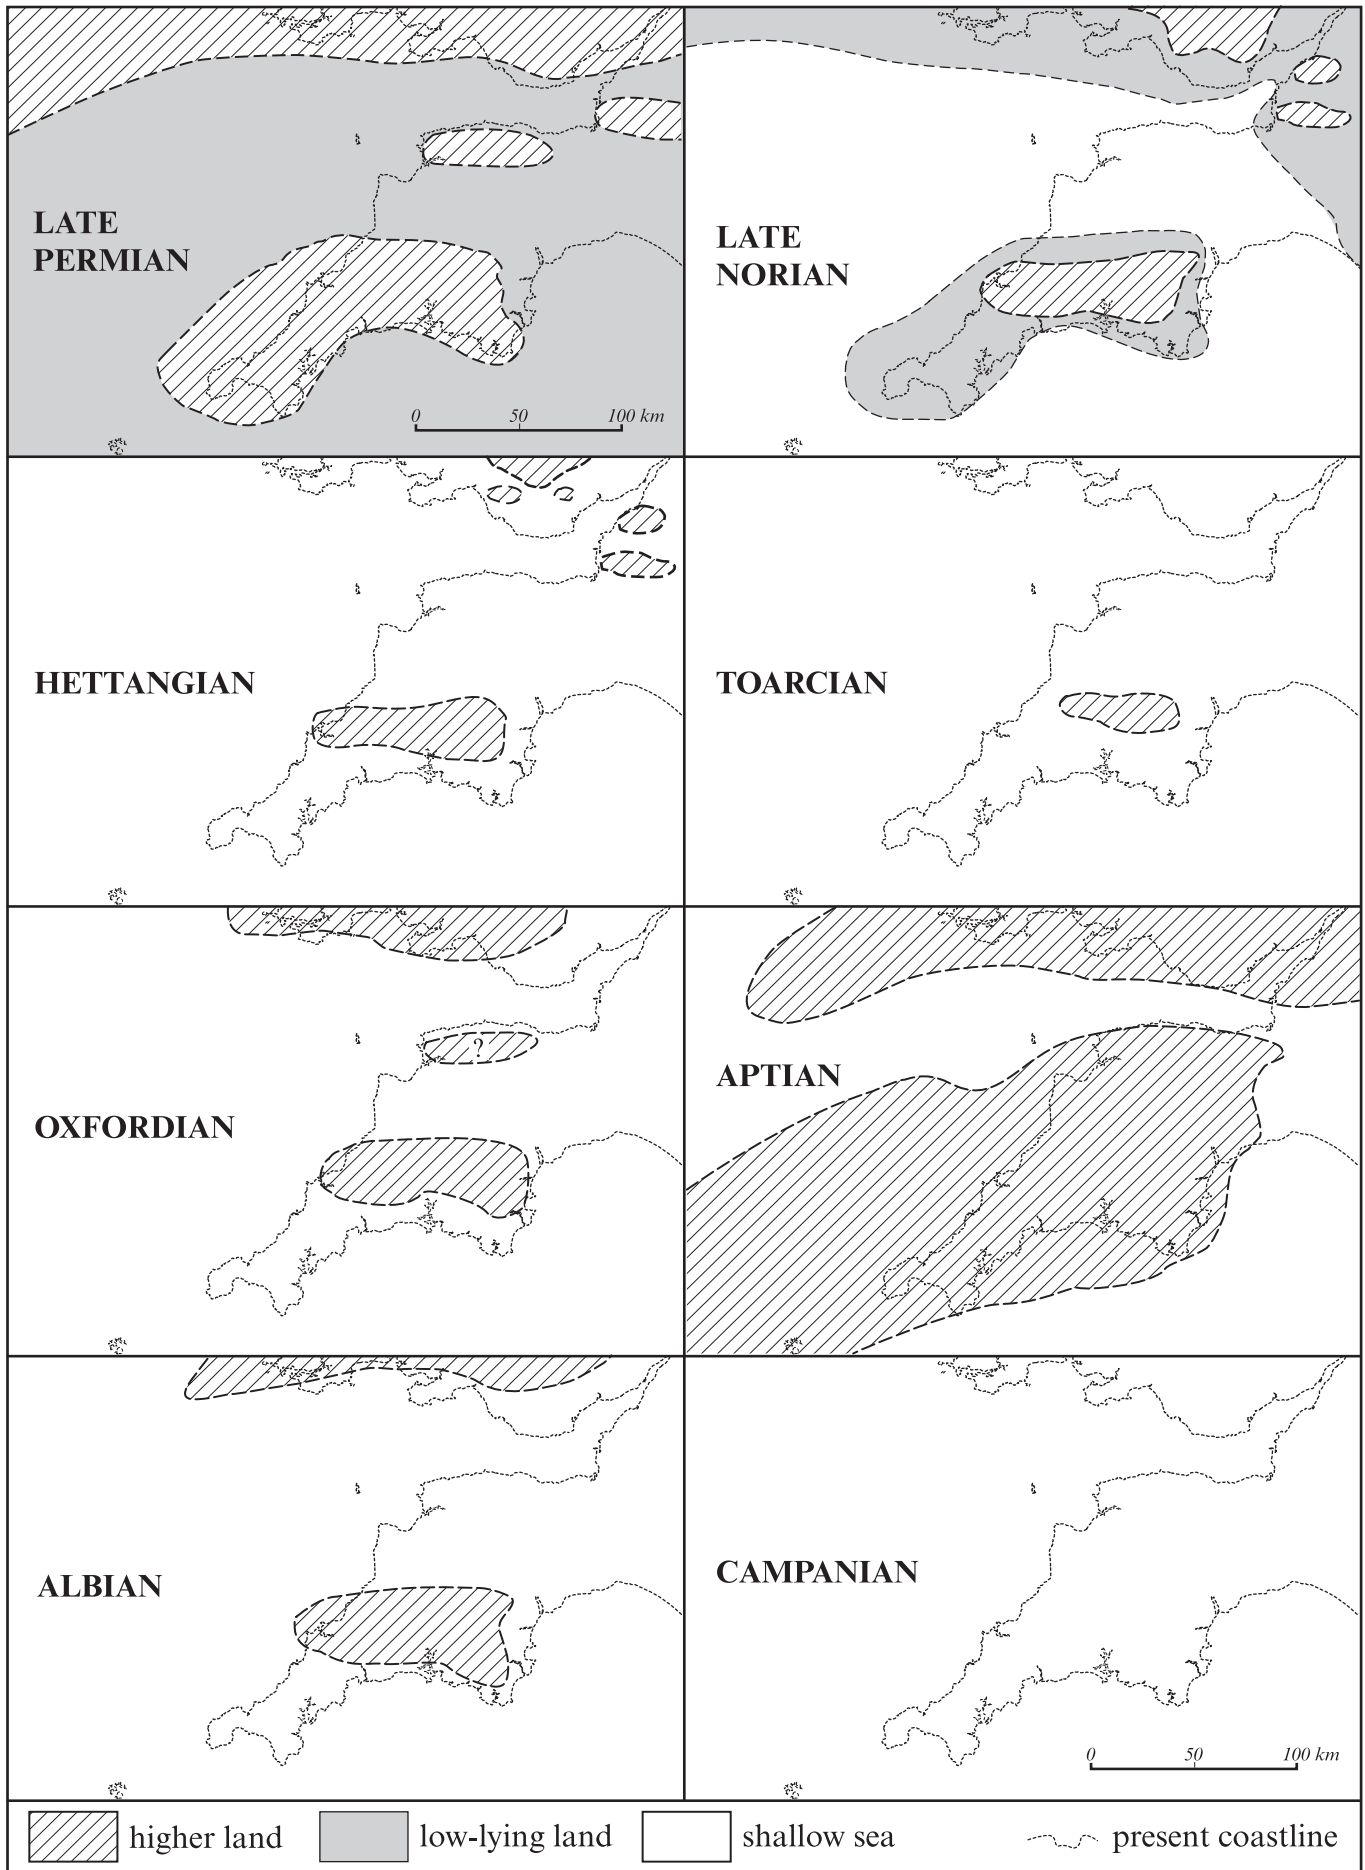 LATE
PERMIAN
0 50 100 km
LATE
NORIAN
HETTANGIAN
TOARCIAN
?
OXFORDIAN
APTIAN
ALBIAN
CAMPANIAN
0 50 100 km
higher land
low-lying land
shallow sea
present coastline